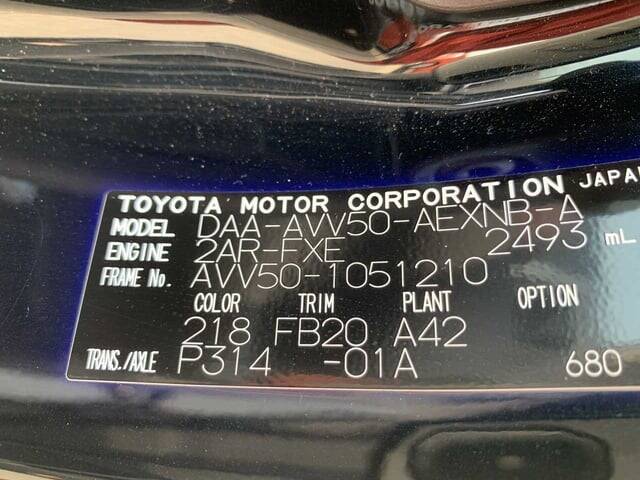 TOYOTA MOTOR CORPORATION JAPAN
MODEL DAA-AVV50-AEXNB-A
ENGINE 2AR-FXE 2493 mL
FRAME No. AVV50-1051210
COLOR TRIM PLANT OPTION
218 FB20 A42
TRANS./AXLE P314 -01A 680